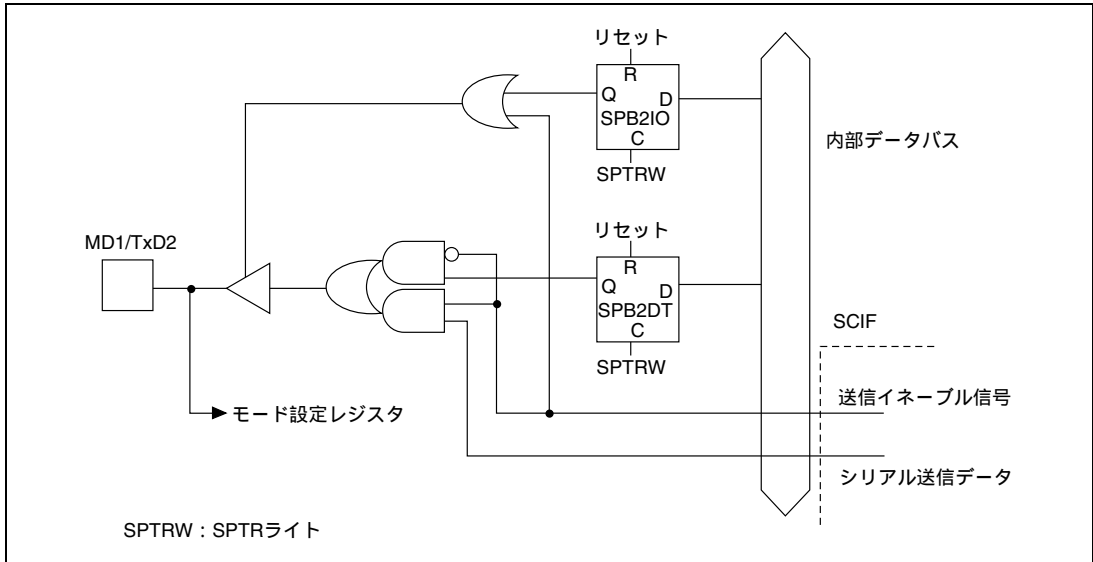 リセット
R
Q
D
SPB2IO
C
SPTRW
内部データバス
MD1/TxD2
リセット
R
Q
D
SPB2DT
C
SPTRW
SCIF
送信イネーブル信号
モード設定レジスタ
シリアル送信データ
SPTRW：SPTRライト